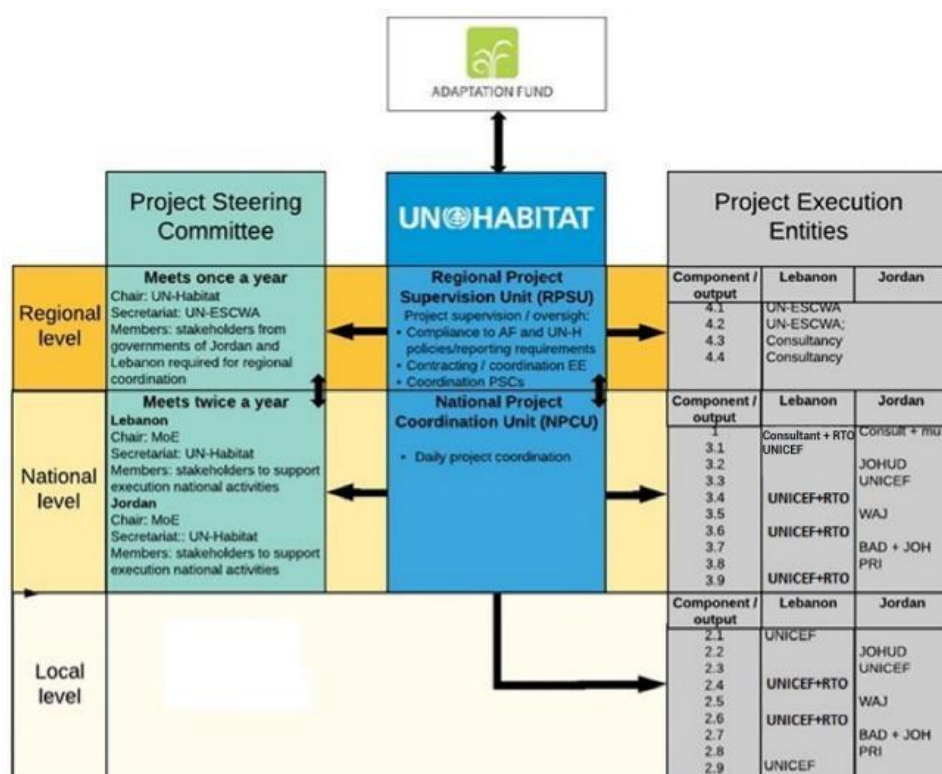 ADAPTATION FUND
Project Steering
Committee
UN HABITAT
Project Execution
Entities
Regional
level
Meets once a year
Chair: UN-Habitat
Secretariat: UN-ESCWA
Members: stakeholders from
governments of Jordan and
Lebanon required for regional
coordination
Regional Project
Supervision Unit (RPSU)
Project supervision / oversigh:
• Compliance to AF and UN-H
policies/reporting requirements
• Contracting / coordination EE
• Coordination PSCs
Component / output Lebanon Jordan
4.1 UN-ESCWA
4.2 UN-ESCWA;
4.3 Consultancy
4.4 Consultancy
National
level
Meets twice a year
Lebanon
Chair: MoE
Secretariat: UN-Habitat
Members: stakeholders to support
execution national activities
Jordan
Chair: MoE
Secretariat:: UN-Habitat
Members: stakeholders to support
execution national activities
National Project
Coordination Unit (NPCU)
• Daily project coordination
Component / output Lebanon Jordan
1 Consultant + RTO Consult + mu
3.1 UNICEF
3.2 JOHUD
3.3 UNICEF
3.4 UNICEF+RTO
3.5 WAJ
3.6 UNICEF+RTO
3.7 BAD + JOH
3.8 PRI
3.9 UNICEF+RTO
Local
level
Component / output Lebanon Jordan
2.1 UNICEF
2.2 JOHUD
2.3 UNICEF
2.4 UNICEF+RTO
2.5 WAJ
2.6 UNICEF+RTO
2.7 BAD + JOH
2.8 PRI
2.9 UNICEF